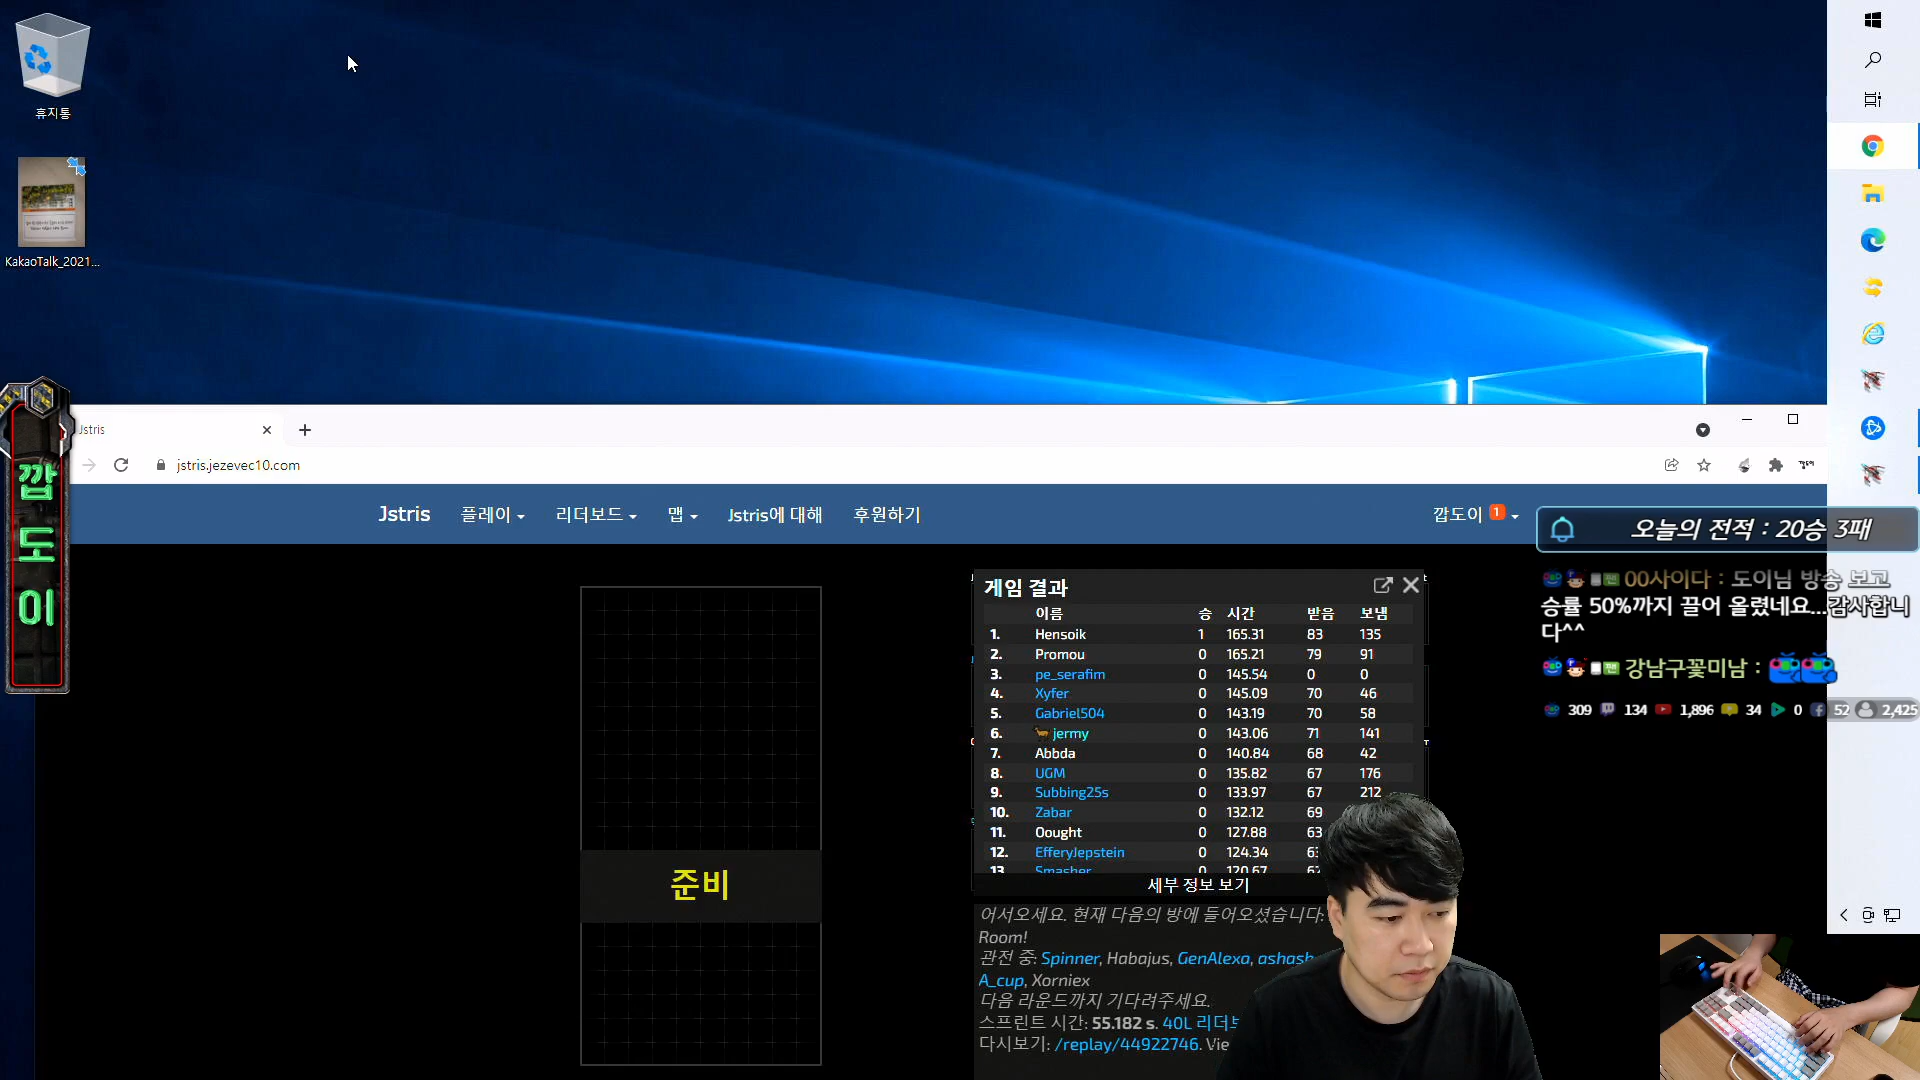 휴지통
KakaoTalk_2021...
깝
도
이
Jstris
jstris.jezevec10.com
Jstris 플레이 리더보드 맵 Jstris에 대해 후원하기 깝도이 1
오늘의 전적 : 20승 3패
00사이다 : 도이님 방송 보고
승률 50%까지 끌어 올렸네요...감사합니
다^^
강남구꽃미남 :
309 134 1,896 34 0 52 2,425
준비
게임 결과
이름 승 시간 받음 보냄
1. Hensoik 1 165.31 83 135
2. Promou 0 165.21 79 91
3. pe_serafim 0 145.54 0 0
4. Xyfer 0 145.09 70 46
5. Gabriel504 0 143.19 70 58
6. jermy 0 143.06 71 141
7. Abbda 0 140.84 68 42
8. UGM 0 135.82 67 176
9. Subbing25s 0 133.97 67 212
10. Zabar 0 132.12 69
11. Oought 0 127.88 63
12. EfferyJepstein 0 124.34
13. Smasher 0 120.67
세부 정보 보기
어서오세요. 현재 다음의 방에 들어오셨습니다:
Room!
관전 중: Spinner, Habajus, GenAlexa, ashash
A_cup, Xorniex
다음 라운드까지 기다려주세요.
스프린트 시간: 55.182 s. 40L
다시보기: /replay/44922746. Vie